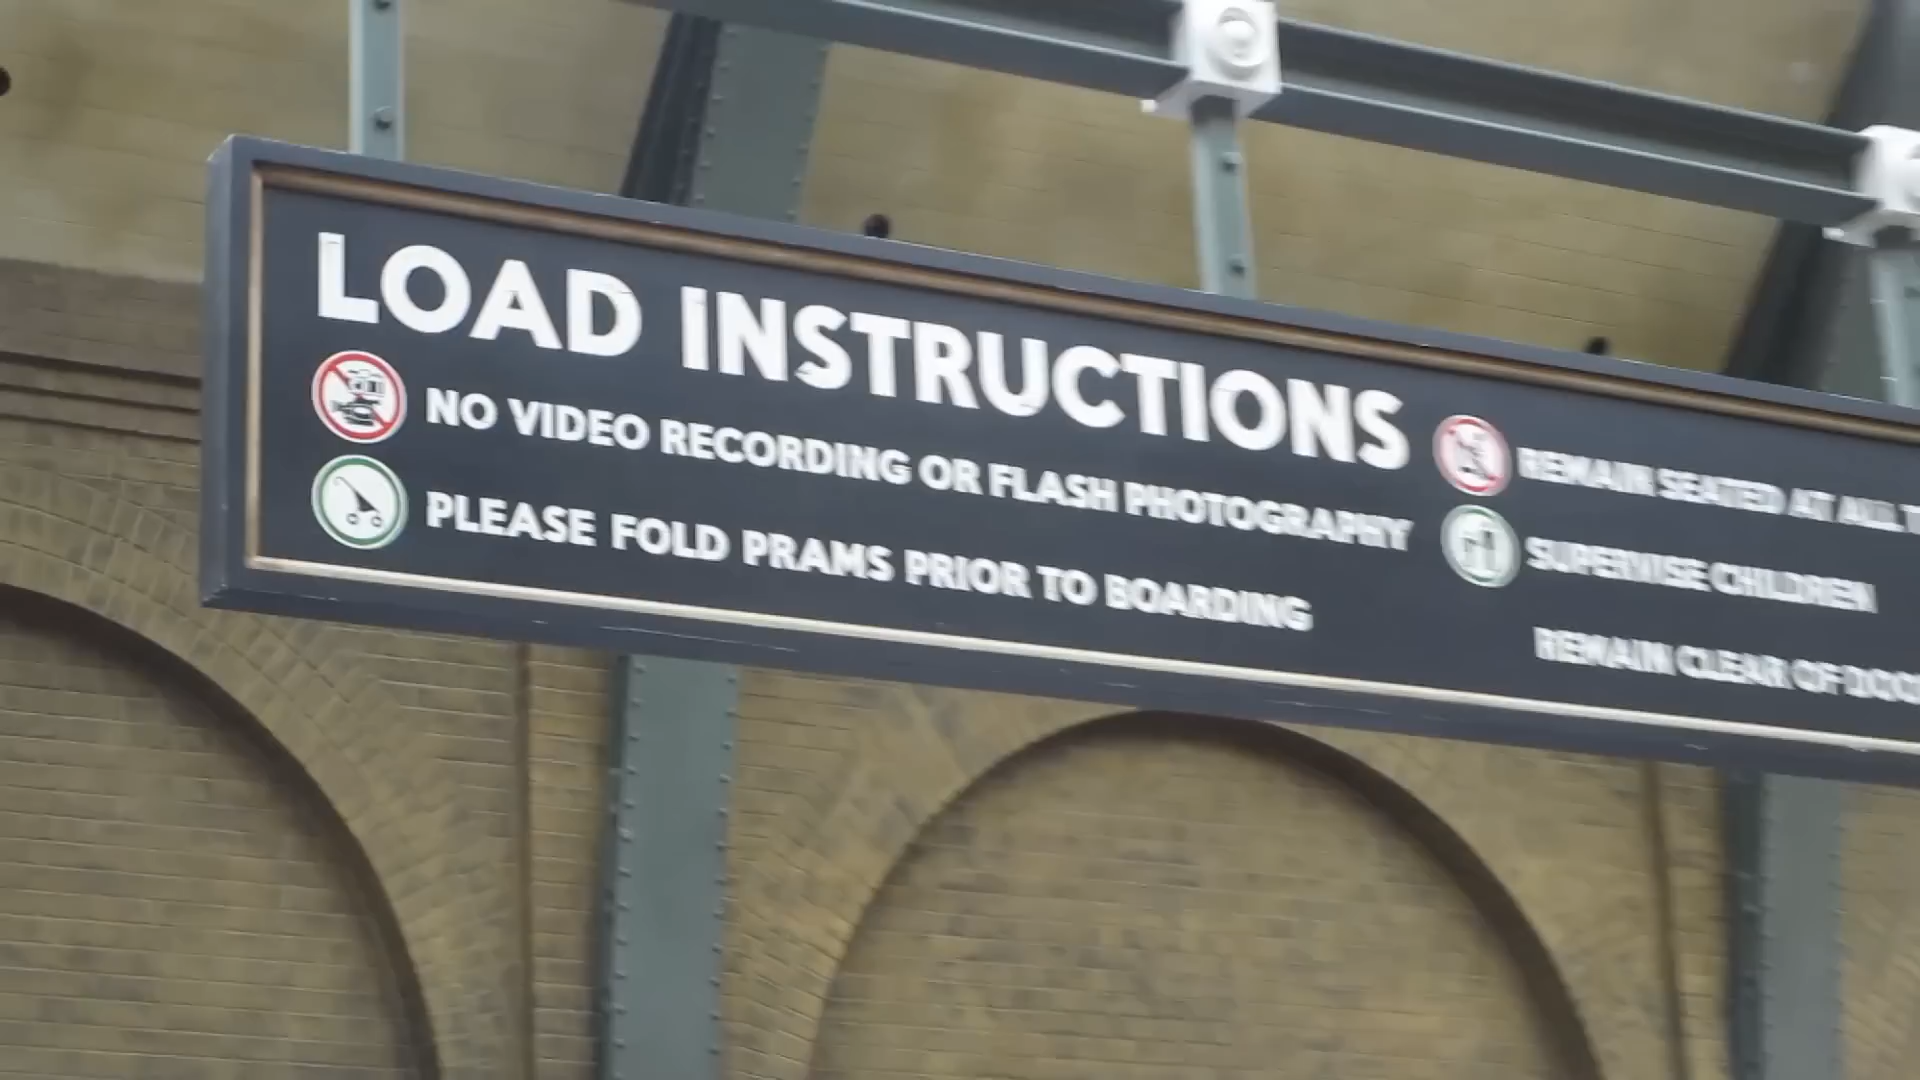 LOAD INSTRUCTIONS
NO VIDEO RECORDING OR FLASH PHOTOGRAPHY
PLEASE FOLD PRAMS PRIOR TO BOARDING
REMAIN SEATED AT ALL
SUPERVISE CHILDREN
REMAIN CLEAR OF